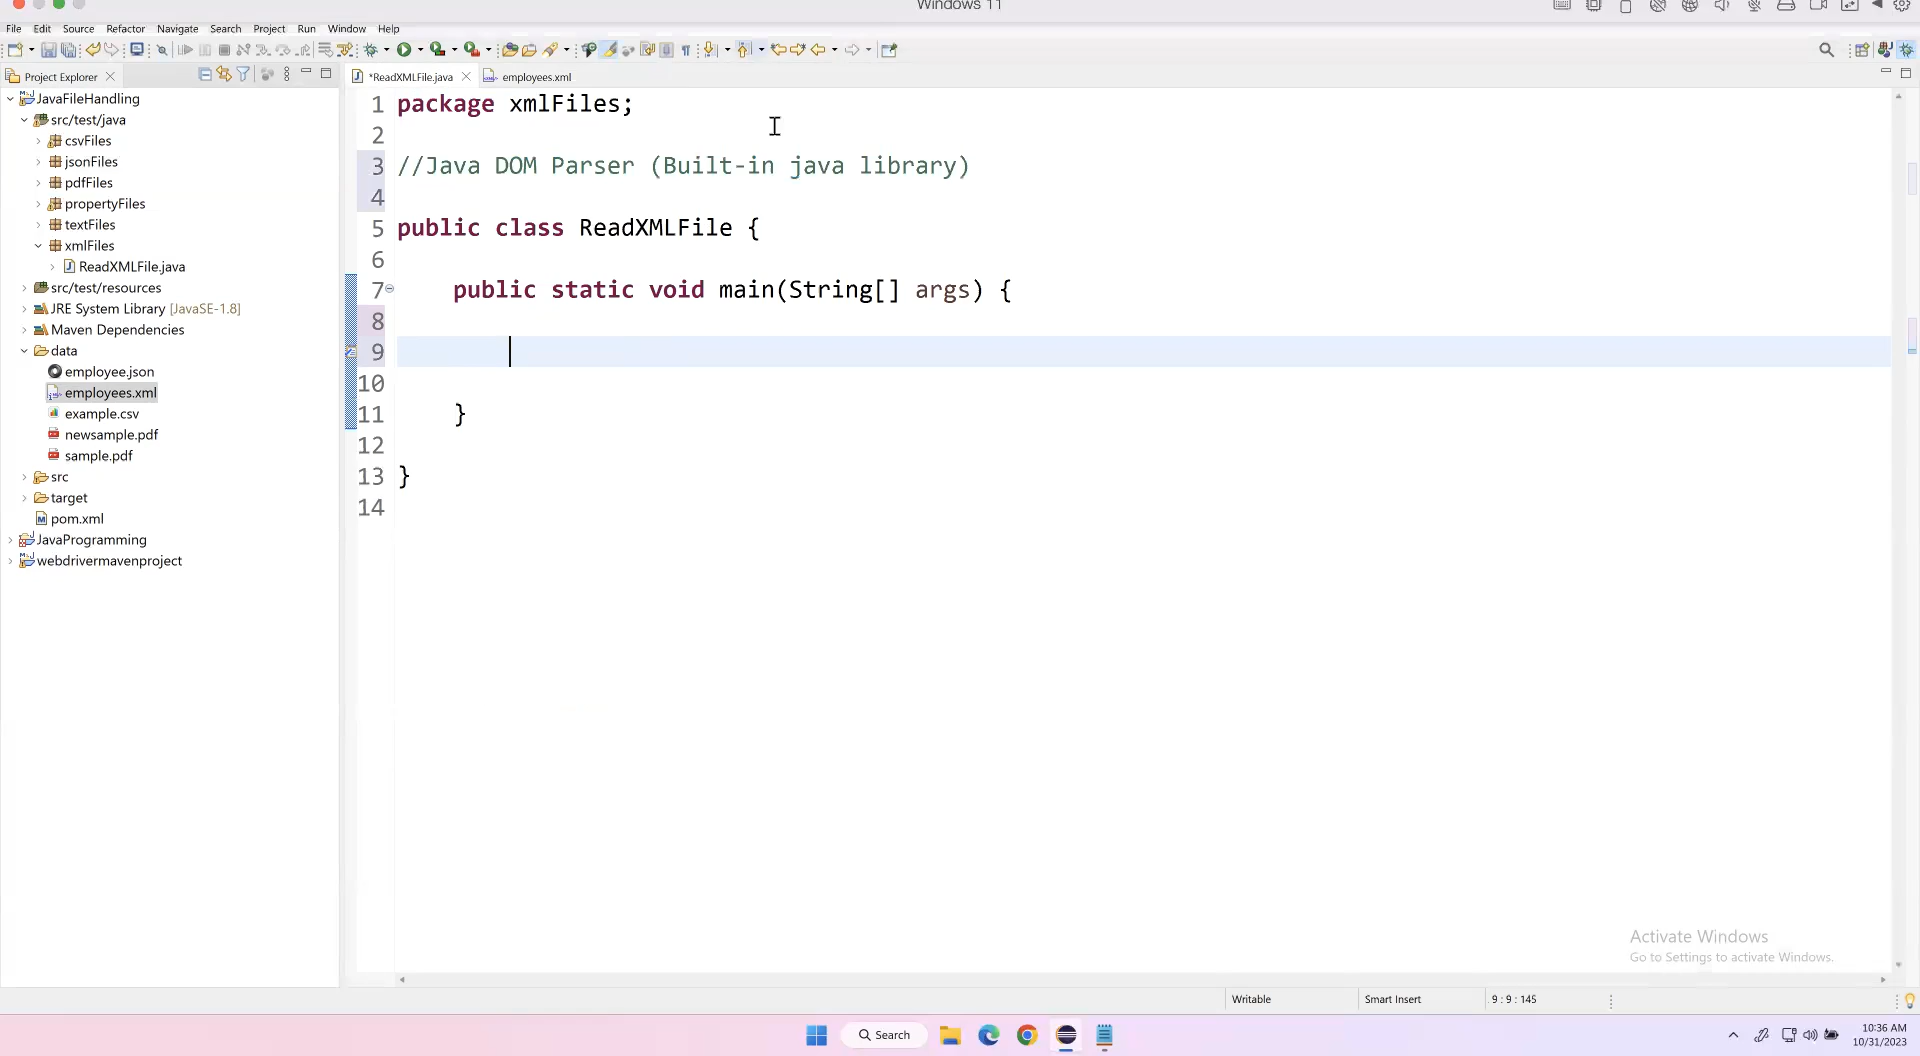 Windows 11
File Edit Source Refactor Navigate Search Project Run Window Help
Project Explorer
*ReadXMLFile.java employees.xml
JavaFileHandling
src/test/java
csvFiles
jsonFiles
pdfFiles
propertyFiles
textFiles
xmlFiles
ReadXMLFile.java
src/test/resources
JRE System Library [JavaSE-1.8]
Maven Dependencies
data
employee.json
employees.xml
example.csv
newsample.pdf
sample.pdf
src
target
pom.xml
JavaProgramming
webdrivermavenproject
1 package xmlFiles;
2
3 //Java DOM Parser (Built-in java library)
4
5 public class ReadXMLFile {
6
7 public static void main(String[] args) {
8
9
10
11 }
12
13 }
14
Activate Windows
Go to Settings to activate Windows.
Writable Smart Insert 9 : 9 : 145
Search
10:36 AM
10/31/2023